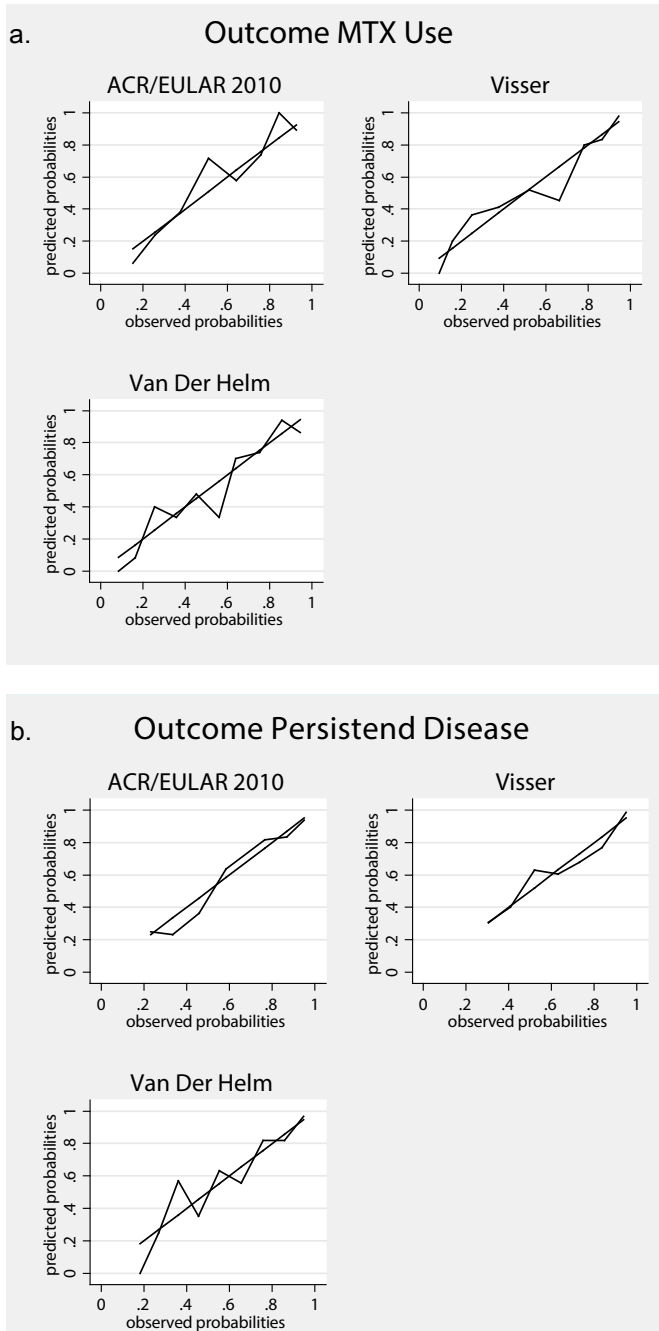 a.
Outcome MTX Use
ACR/EULAR 2010
predicted probabilities
0 .2 .4 .6 .8 1
0 .2 .4 .6 .8 1
observed probabilities
Visser
predicted probabilities
0 .2 .4 .6 .8 1
0 .2 .4 .6 .8 1
observed probabilities
Van Der Helm
predicted probabilities
0 .2 .4 .6 .8 1
0 .2 .4 .6 .8 1
observed probabilities
b.
Outcome Persistend Disease
ACR/EULAR 2010
predicted probabilities
0 .2 .4 .6 .8 1
0 .2 .4 .6 .8 1
observed probabilities
Visser
predicted probabilities
0 .2 .4 .6 .8 1
0 .2 .4 .6 .8 1
observed probabilities
Van Der Helm
predicted probabilities
0 .2 .4 .6 .8 1
0 .2 .4 .6 .8 1
observed probabilities